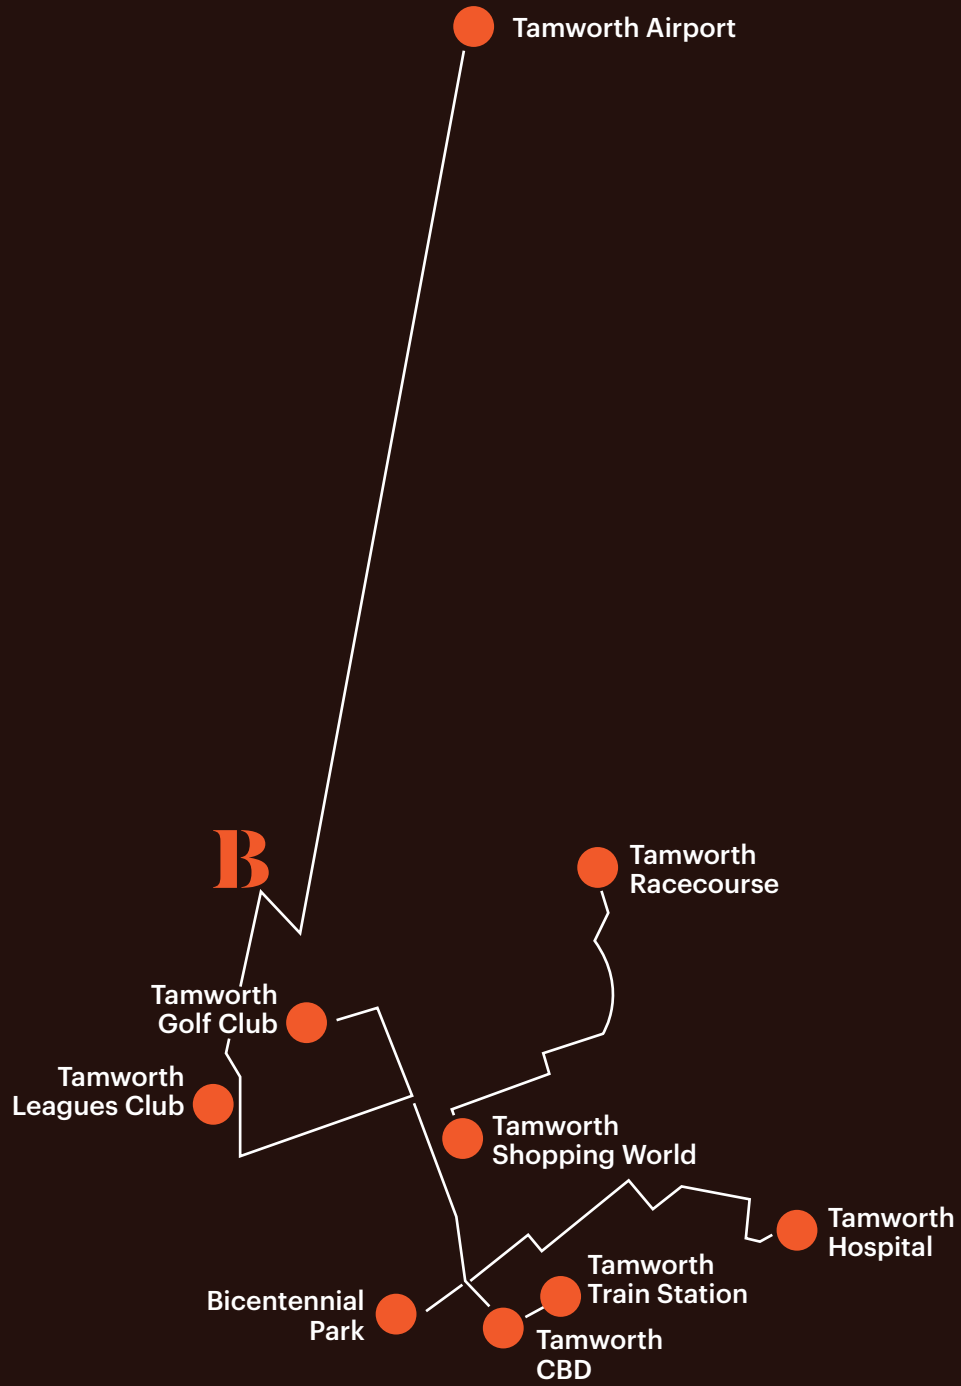 Tamworth Airport
B
Tamworth
Racecourse
Tamworth
Golf Club
Tamworth
Leagues Club
Tamworth
Shopping World
Tamworth
Hospital
Tamworth
Train Station
Bicentennial
Park
Tamworth
CBD